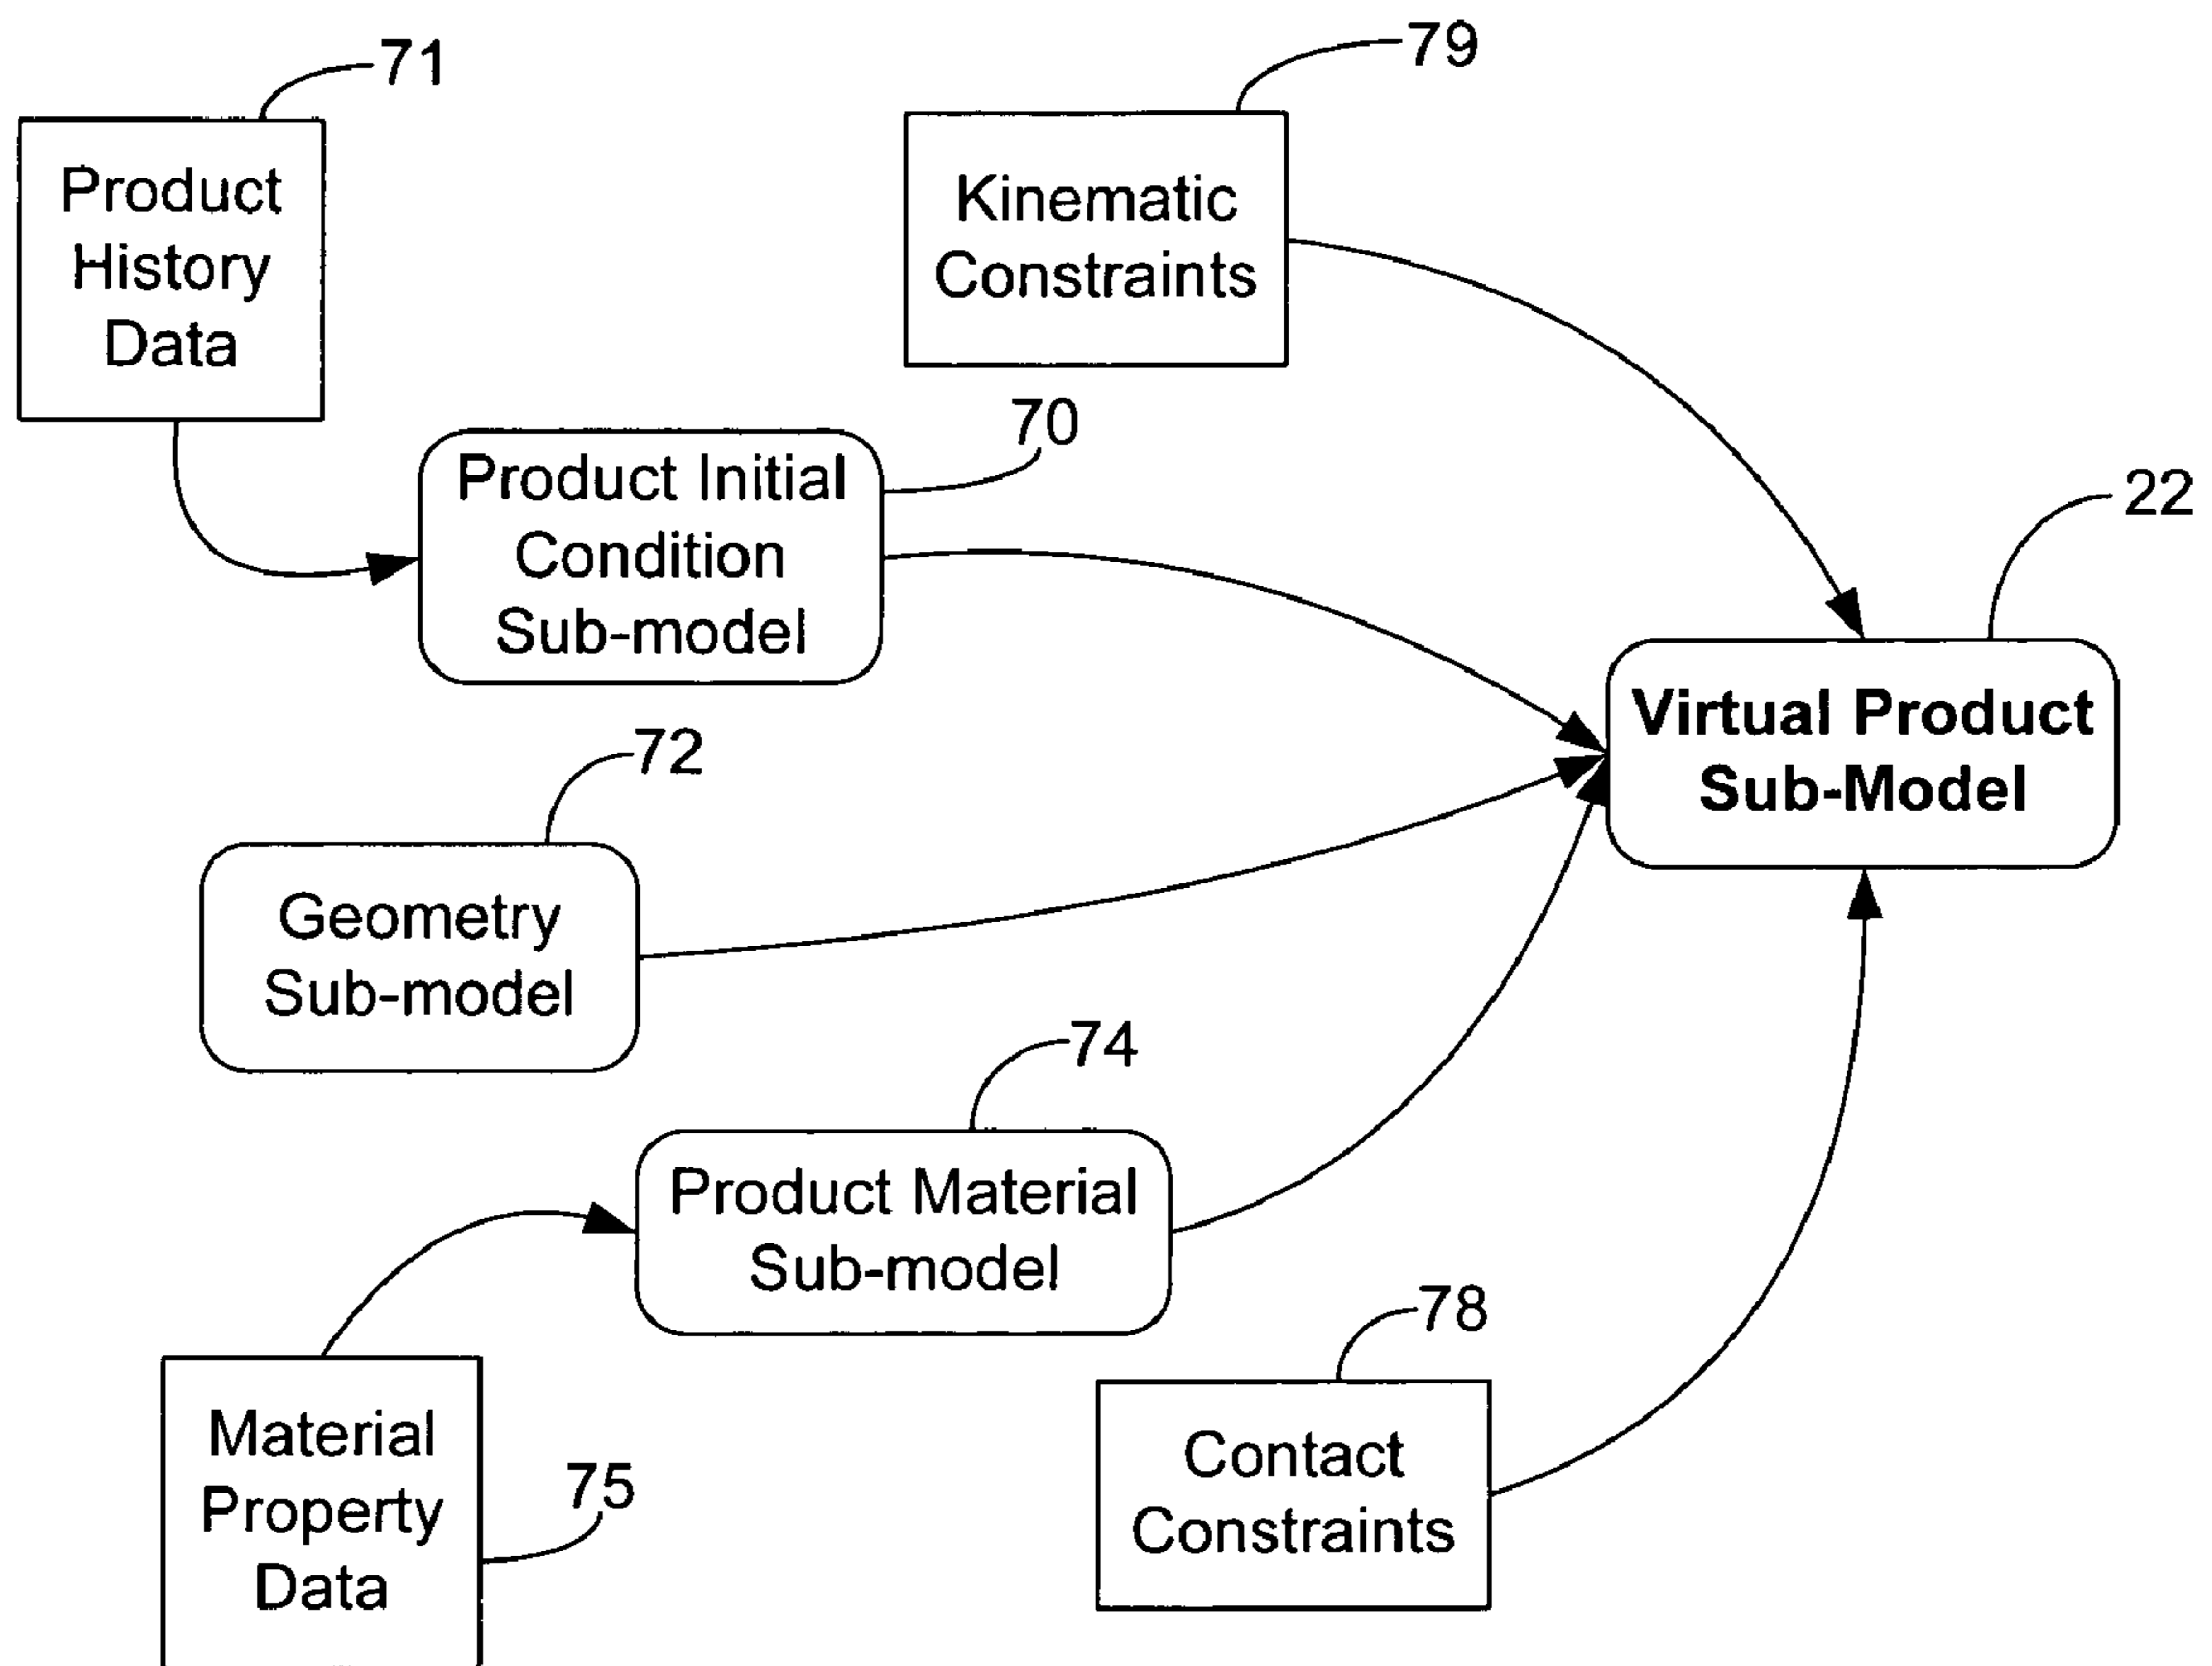 71
Product
History
Data
79
Kinematic
Constraints
70
Product Initial
Condition
Sub-model
22
Virtual Product
Sub-Model
72
Geometry
Sub-model
74
Product Material
Sub-model
75
Material
Property
Data
78
Contact
Constraints